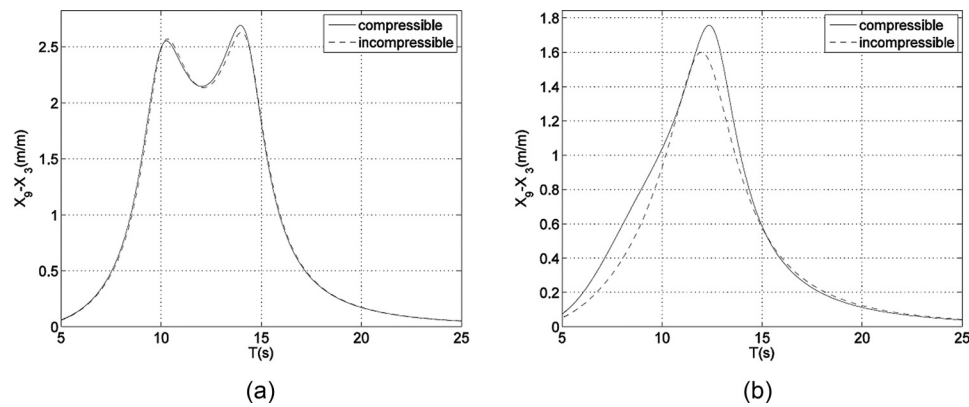 compressible
incompressible
2.5
2
1.5
1
0.5
0
5
10
15
20
25
T(s)
X9-X3(m/m)
(a)
compressible
incompressible
1.8
1.6
1.4
1.2
1
0.8
0.6
0.4
0.2
0
5
10
15
20
25
T(s)
X9-X3(m/m)
(b)